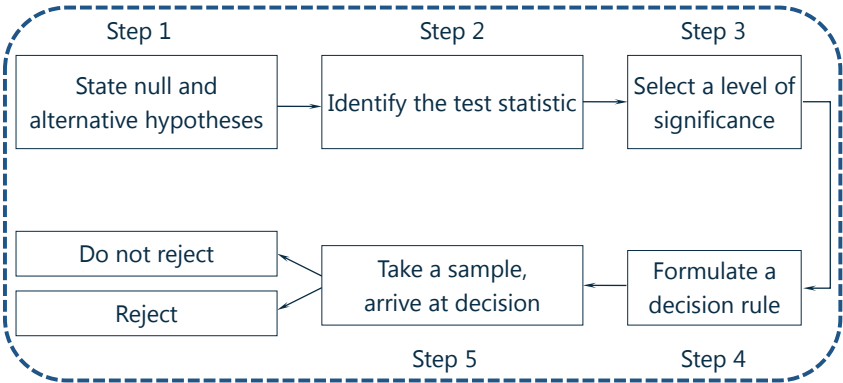 Step 1
State null and
alternative hypotheses
Step 2
Identify the test statistic
Step 3
Select a level of
significance
Formulate a
decision rule
Step 4
Take a sample,
arrive at decision
Step 5
Do not reject
Reject